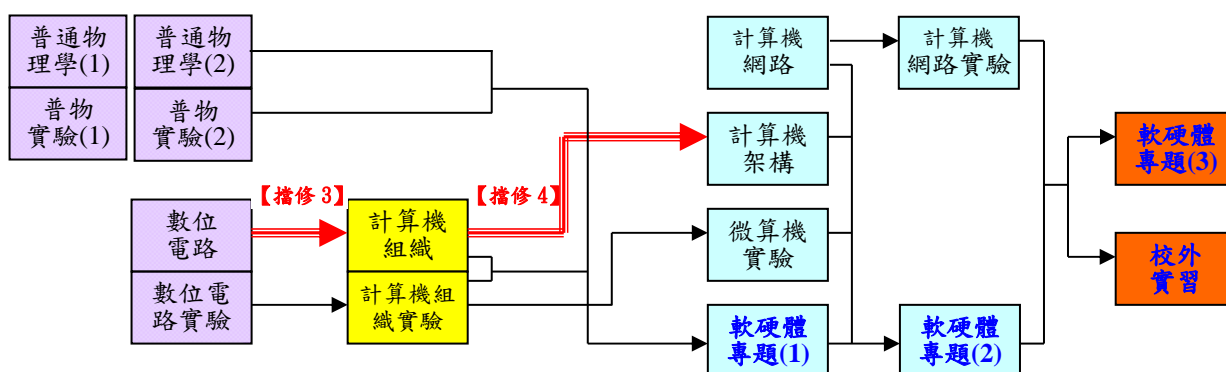 普通物
理學(1)
普通物
理學(2)
計算機
網路
計算機
網路實驗
普物
實驗(1)
普物
實驗(2)
計算機
架構
軟硬體
專題(3)
【擋修 3】
【擋修 4】
數位
電路
計算機
組織
微算機
實驗
校外
實習
數位電
路實驗
計算機組
織實驗
軟硬體
專題(1)
軟硬體
專題(2)